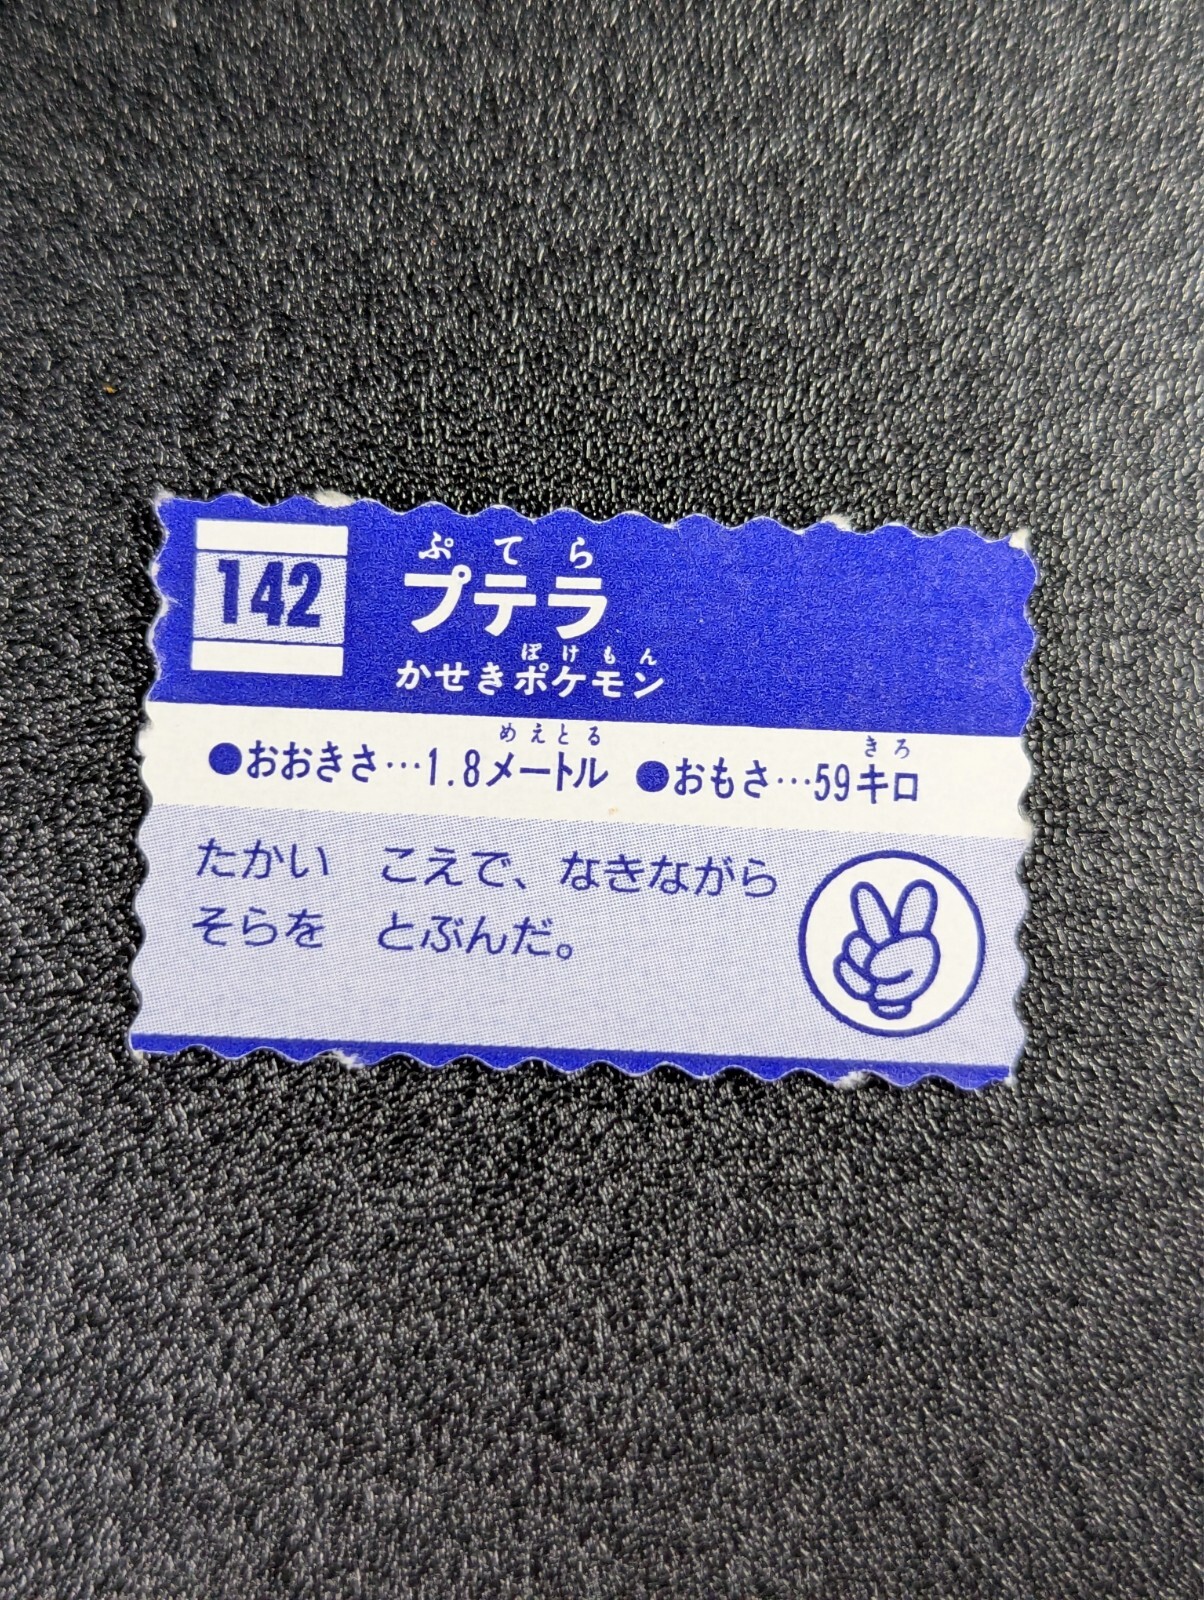 142
ぷてら
プテラ
ぽけもん
かせきポケモン
めえとる きろ
●おおきさ…1.8メートル ●おもさ…59キロ
たかい こえで、なきながら
そらを とぶんだ。